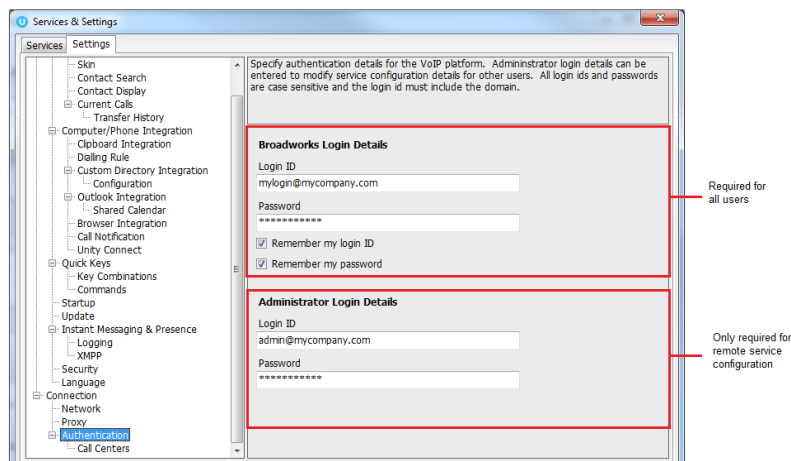 Services & Settings
Services
Settings
Skin
Contact Search
Contact Display
Current Calls
Transfer History
Computer/Phone Integration
Clipboard Integration
Dialling Rule
Custom Directory Integration
Configuration
Outlook Integration
Shared Calendar
Browser Integration
Call Notification
Unity Connect
Quick Keys
Key Combinations
Commands
Startup
Update
Instant Messaging & Presence
Logging
XMPP
Security
Language
Connection
Network
Proxy
Authentication
Call Centers
Specify authentication details for the VoIP platform. Admininstrator login details can be
entered to modify service configuration details for other users. All login ids and passwords
are case sensitive and the login id must include the domain.
Broadworks Login Details
Login ID
mylogin@mycompany.com
Password
***********
Remember my login ID
Remember my password
Administrator Login Details
Login ID
admin@mycompany.com
Password
***********
Required for
all users
Only required for
remote service
configuration